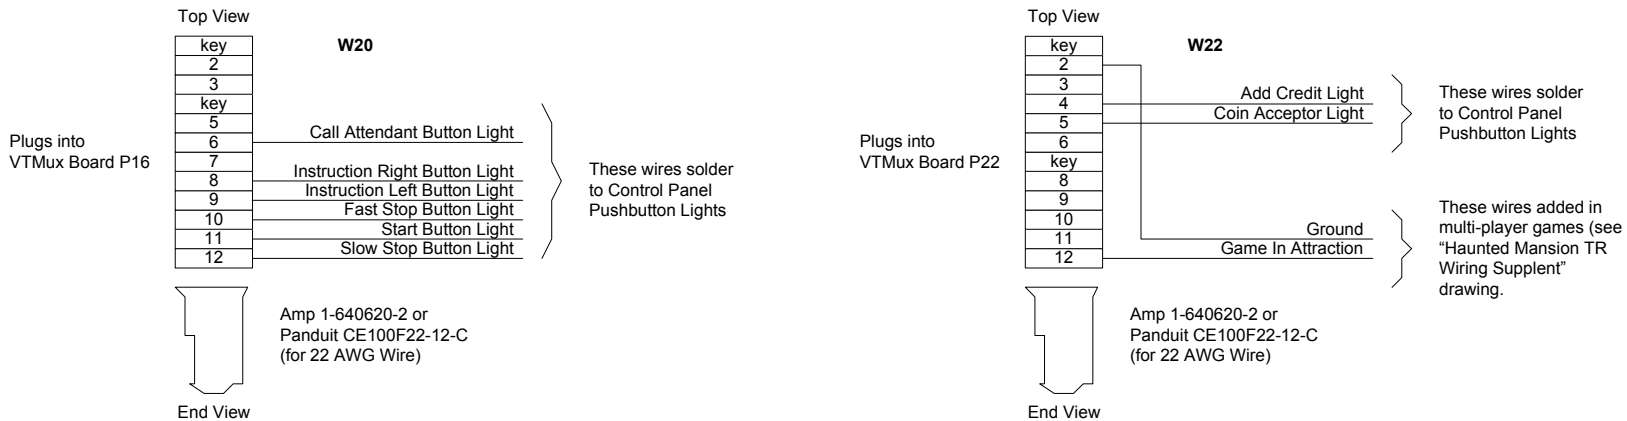 Top View
W20
key
2
3
key
5
6
7
8
9
10
11
12
Plugs into
VTMux Board P16
Call Attendant Button Light
Instruction Right Button Light
Instruction Left Button Light
Fast Stop Button Light
Start Button Light
Slow Stop Button Light
These wires solder
to Control Panel
Pushbutton Lights
Amp 1-640620-2 or
Panduit CE100F22-12-C
(for 22 AWG Wire)
End View
Top View
W22
key
2
3
4
5
6
key
8
9
10
11
12
Plugs into
VTMux Board P22
Add Credit Light
Coin Acceptor Light
These wires solder
to Control Panel
Pushbutton Lights
Ground
Game In Attraction
These wires added in
multi-player games (see
“Haunted Mansion TR
Wiring Supplent”
drawing.
Amp 1-640620-2 or
Panduit CE100F22-12-C
(for 22 AWG Wire)
End View